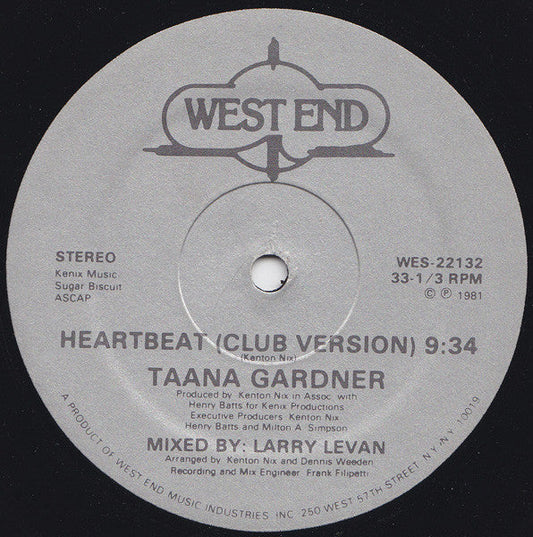 WEST END
STEREO
Kenix Music
Sugar Biscuit
ASCAP
WES-22132
33-1/3 RPM
© ℗ 1981
HEARTBEAT (CLUB VERSION) 9:34
(Kenton Nix)
TAANA GARDNER
Produced by Kenton Nix in Assoc. with
Henry Batts for Kenix Productions
Executive Producers Kenton Nix
Henry Batts and Milton A. Simpson
MIXED BY: LARRY LEVAN
Arranged by Kenton Nix and Dennis Weeden
Recording and Mix Engineer Frank Filipetti
A PRODUCT OF WEST END MUSIC INDUSTRIES INC 250 WEST 57TH STREET NY-NY 10019